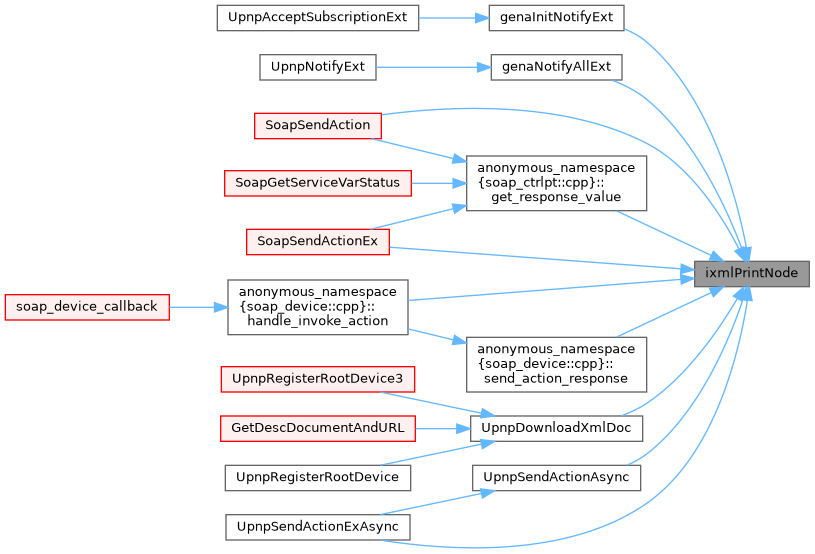 UpnpAcceptSubscriptionExt
genaInitNotifyExt
UpnpNotifyExt
genaNotifyAllExt
SoapSendAction
anonymous_namespace
{soap_ctrlpt::cpp}::
get_response_value
SoapGetServiceVarStatus
SoapSendActionEx
ixmlPrintNode
soap_device_callback
anonymous_namespace
{soap_device::cpp}::
handle_invoke_action
anonymous_namespace
{soap_device::cpp}::
send_action_response
UpnpRegisterRootDevice3
GetDescDocumentAndURL
UpnpDownloadXmlDoc
UpnpRegisterRootDevice
UpnpSendActionAsync
UpnpSendActionExAsync